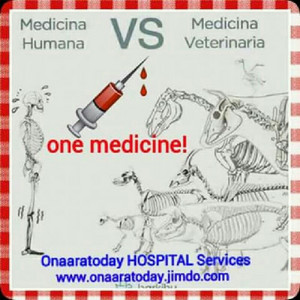 Medicina
Humana
VS
Medicina
Veterinaria
one medicine!
Onaaratoday HOSPITAL Services
www.onaaratoday.jimdo.com